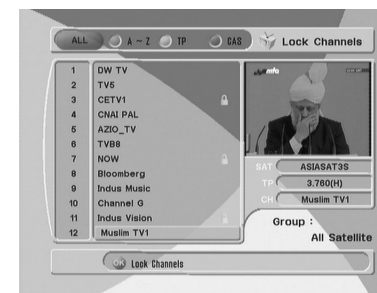 ALL A ~ Z TP CAS Lock Channels
1 DW TV
2 TV5
3 CETV1
4 CNAI PAL
5 AZIO_TV
6 TVB8
7 NOW
8 Bloomberg
9 Indus Music
10 Channel G
11 Indus Vision
12 Muslim TV1
mta
SAT ASIASAT3S
TP 3.760(H)
CH Muslim TV1
Group :
All Satellite
OK Lock Channels